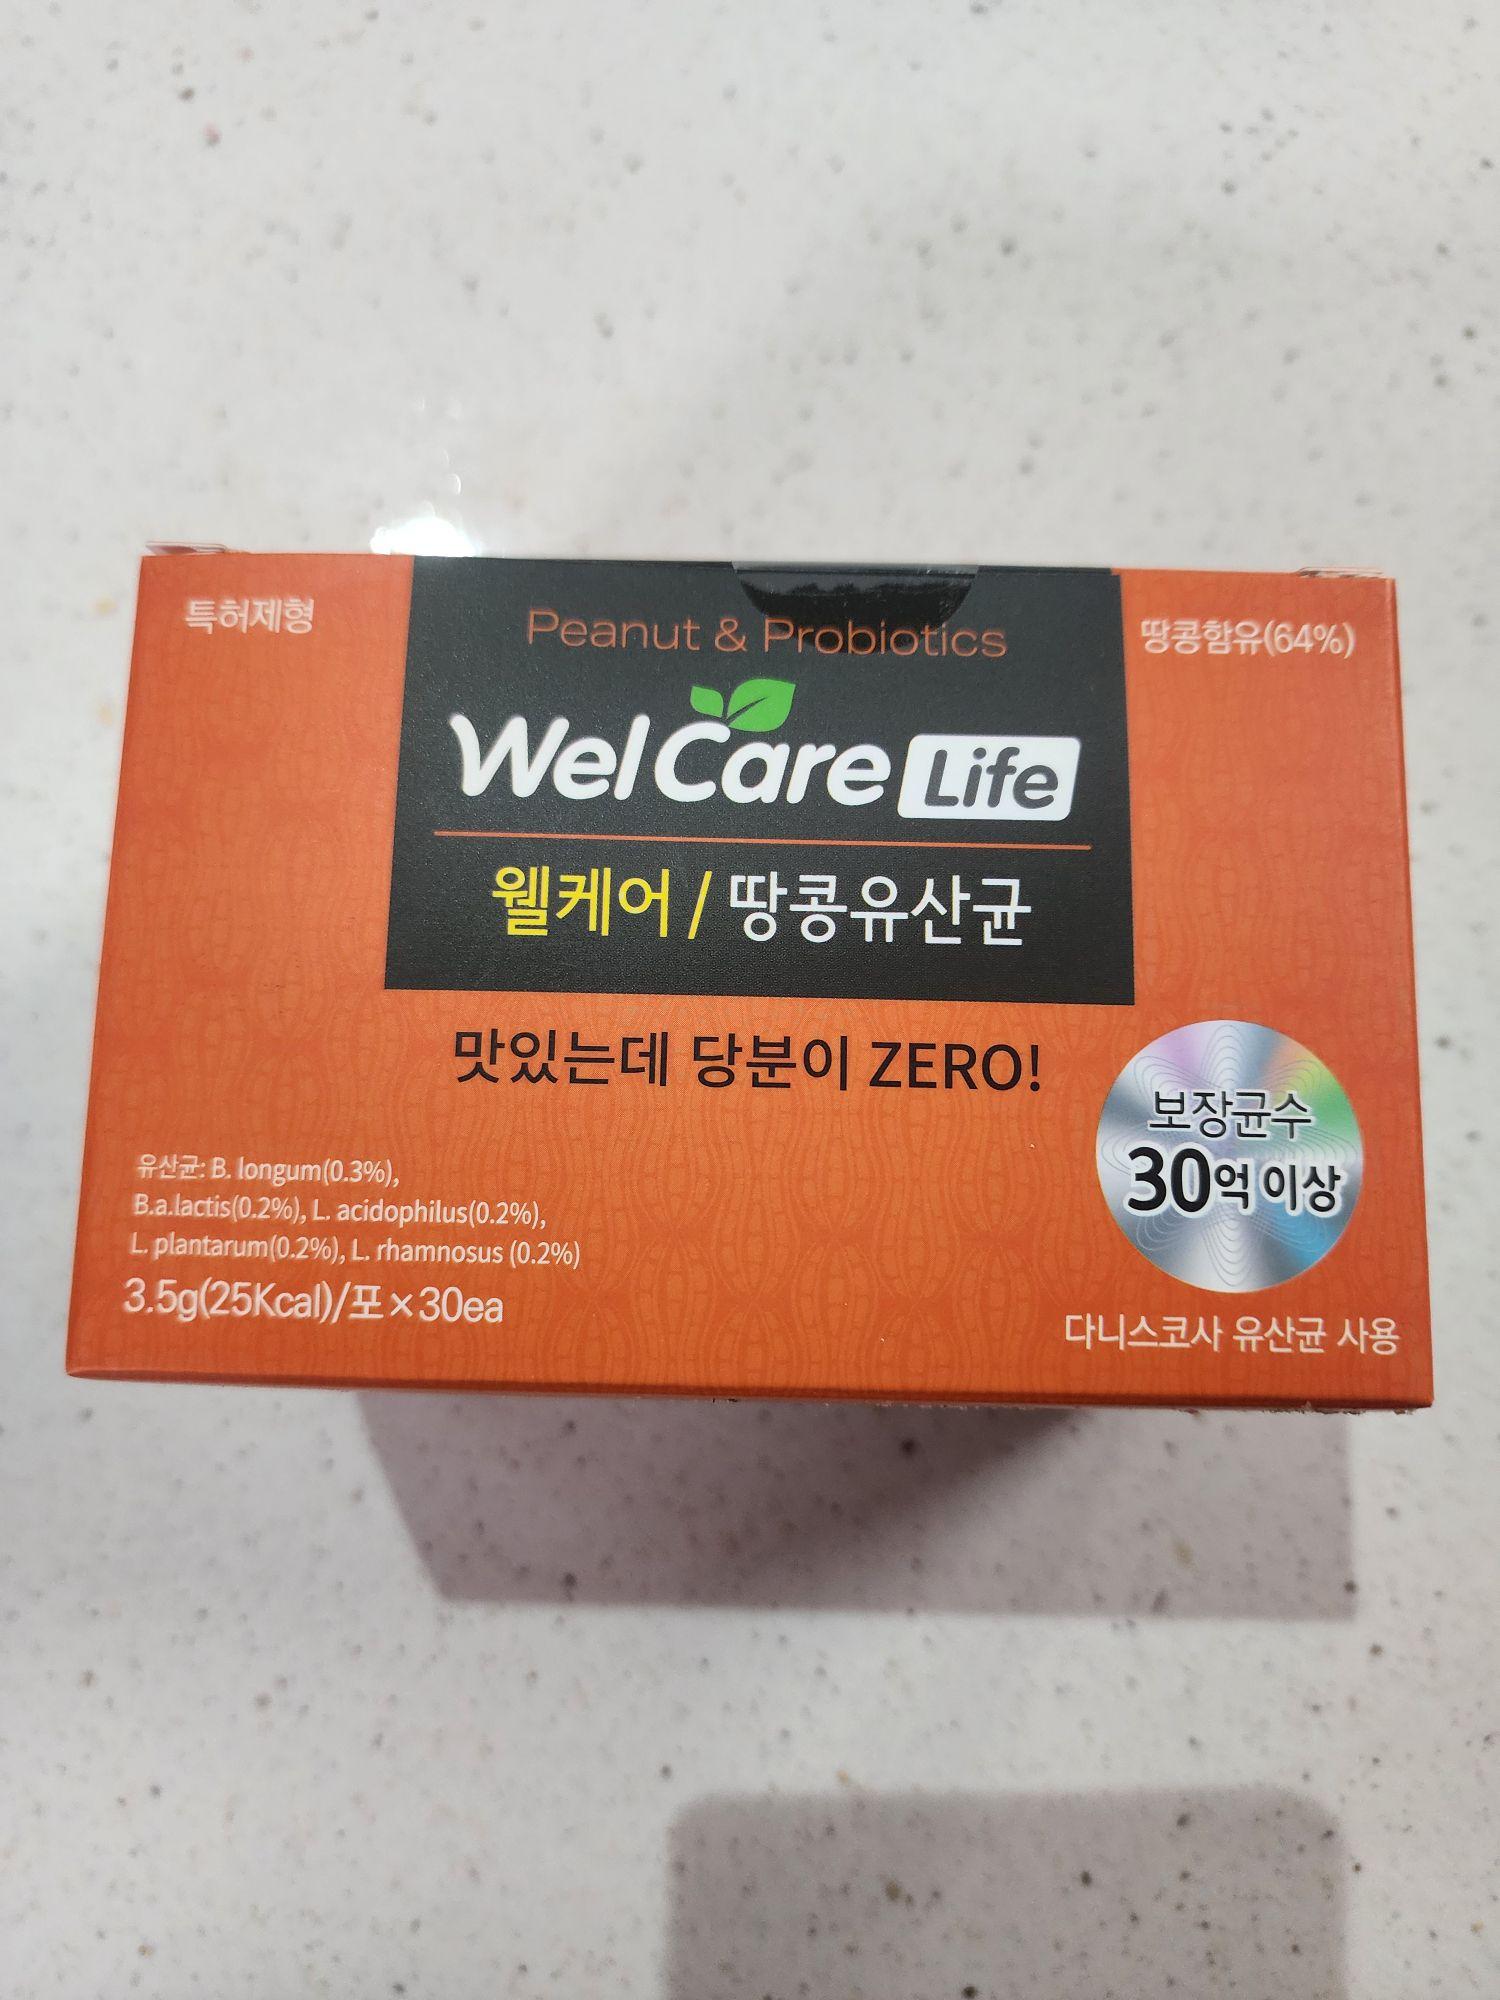 특허제형
Peanut & Probiotics
땅콩함유(64%)
WelCare Life
웰케어 / 땅콩유산균
맛있는데 당분이 ZERO!
보장균수
30억 이상
유산균: B. longum(0.3%),
B.a.lactis(0.2%), L. acidophilus(0.2%),
L. plantarum(0.2%), L. rhamnosus (0.2%)
3.5g(25Kcal)/포×30ea
다니스코사 유산균 사용